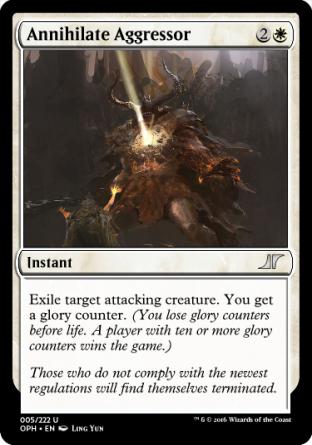 Annihilate Aggressor 2
Instant
Exile target attacking creature. You get
a glory counter. (You lose glory counters
before life. A player with ten or more glory
counters wins the game.)
Those who do not comply with the newest
regulations will find themselves terminated.
005/222 U
OPH • EN Ling Yun
™ & © 2016 Wizards of the Coast